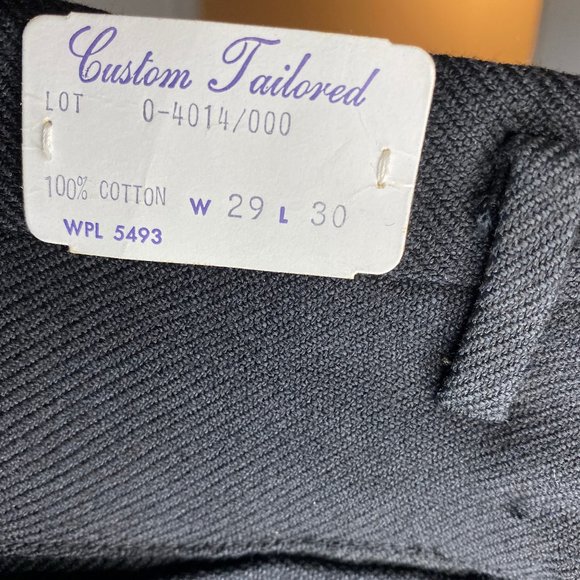 Custom Tailored
LOT 0-4014/000
100% COTTON W 29 L 30
WPL 5493